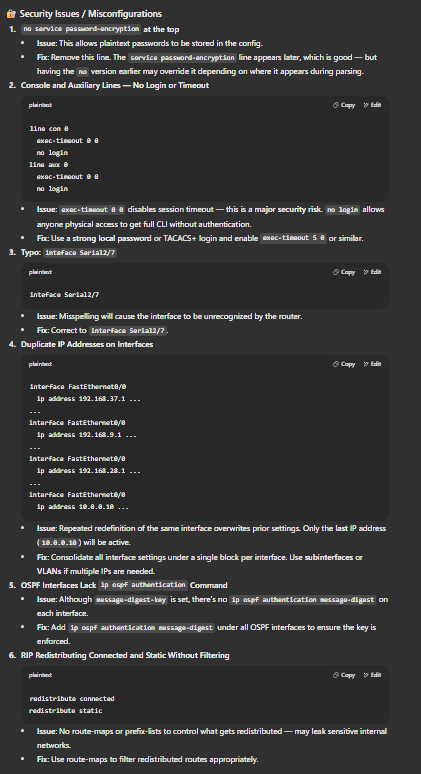 🔐 Security Issues / Misconfigurations
1. no service password-encryption at the top
• Issue: This allows plaintext passwords to be stored in the config.
• Fix: Remove this line. The service password-encryption line appears later, which is good — but
having the no version earlier may override it depending on where it appears during parsing.
2. Console and Auxiliary Lines — No Login or Timeout
plaintext Copy Edit
line con 0
exec-timeout 0 0
no login
line aux 0
exec-timeout 0 0
no login
• Issue: exec-timeout 0 0 disables session timeout — this is a major security risk. no login allows
anyone physical access to get full CLI without authentication.
• Fix: Use a strong local password or TACACS+ login and enable exec-timeout 5 0 or similar.
3. Typo: inteface Serial2/7
plaintext Copy Edit
inteface Serial2/7
• Issue: Misspelling will cause the interface to be unrecognized by the router.
• Fix: Correct to interface Serial2/7.
4. Duplicate IP Addresses on Interfaces
plaintext Copy Edit
interface FastEthernet0/0
ip address 192.168.37.1 ...
...
interface FastEthernet0/0
ip address 192.168.9.1 ...
...
interface FastEthernet0/0
ip address 192.168.28.1 ...
...
interface FastEthernet0/0
ip address 10.0.0.10 ...
• Issue: Repeated redefinition of the same interface overwrites prior settings. Only the last IP address
(10.0.0.10) will be active.
• Fix: Consolidate all interface settings under a single block per interface. Use subinterfaces or
VLANs if multiple IPs are needed.
5. OSPF Interfaces Lack ip ospf authentication Command
• Issue: Although message-digest-key is set, there's no ip ospf authentication message-digest on
each interface.
• Fix: Add ip ospf authentication message-digest under all OSPF interfaces to ensure the key is
enforced.
6. RIP Redistributing Connected and Static Without Filtering
plaintext Copy Edit
redistribute connected
redistribute static
• Issue: No route-maps or prefix-lists to control what gets redistributed — may leak sensitive internal
networks.
• Fix: Use route-maps to filter redistributed routes appropriately.